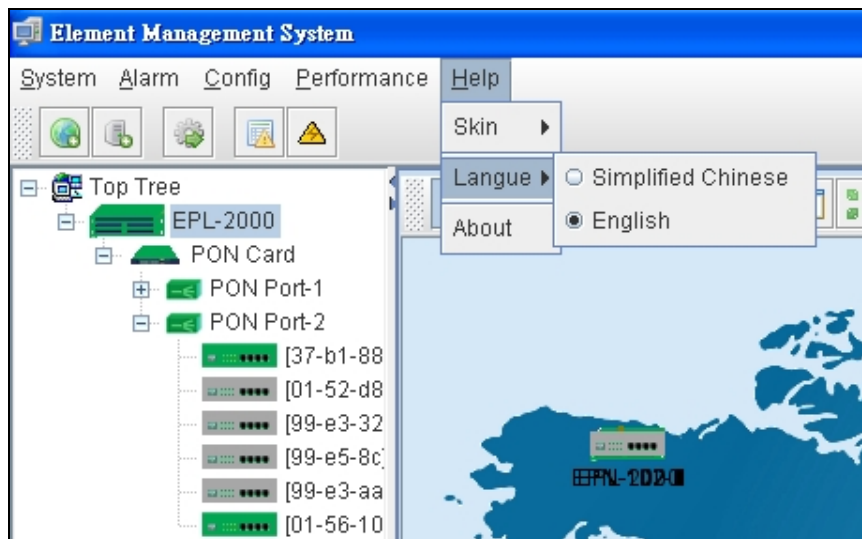 Element Management System
System Alarm Config Performance Help
Skin
Langue
Simplified Chinese
English
About
Top Tree
EPL-2000
PON Card
PON Port-1
PON Port-2
[37-b1-88
[01-52-d8
[99-e3-32
[99-e5-8c]
[99-e3-aa
[01-56-10